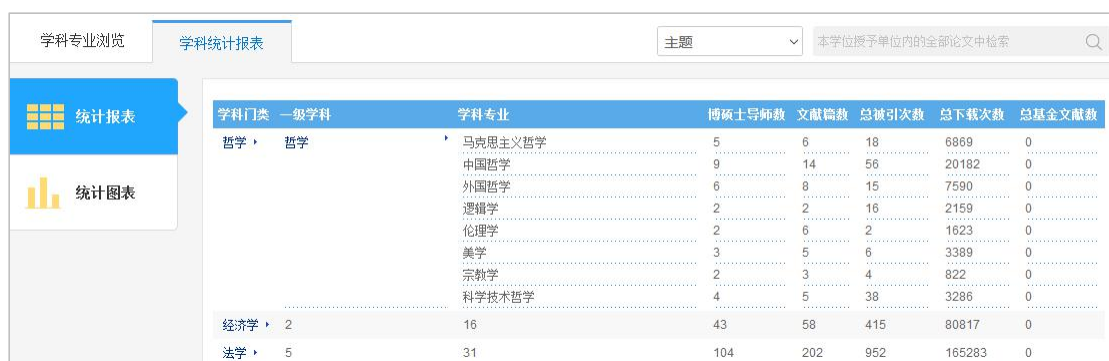 学科专业浏览 学科统计报表 主题 本学位授予单位内的全部论文中检索
统计报表
统计图表
学科门类 一级学科 学科专业 博硕士导师数 文献篇数 总被引次数 总下载次数 总基金文献数
哲学 哲学 马克思主义哲学 5 6 18 6869 0
中国哲学 9 14 56 20182 0
外国哲学 6 8 15 7590 0
逻辑学 2 2 16 2159 0
伦理学 2 6 2 1623 0
美学 3 5 6 3389 0
宗教学 2 3 4 822 0
科学技术哲学 4 5 38 3286 0
经济学 2 16 43 58 415 80817 0
法学 5 31 104 202 952 165283 0